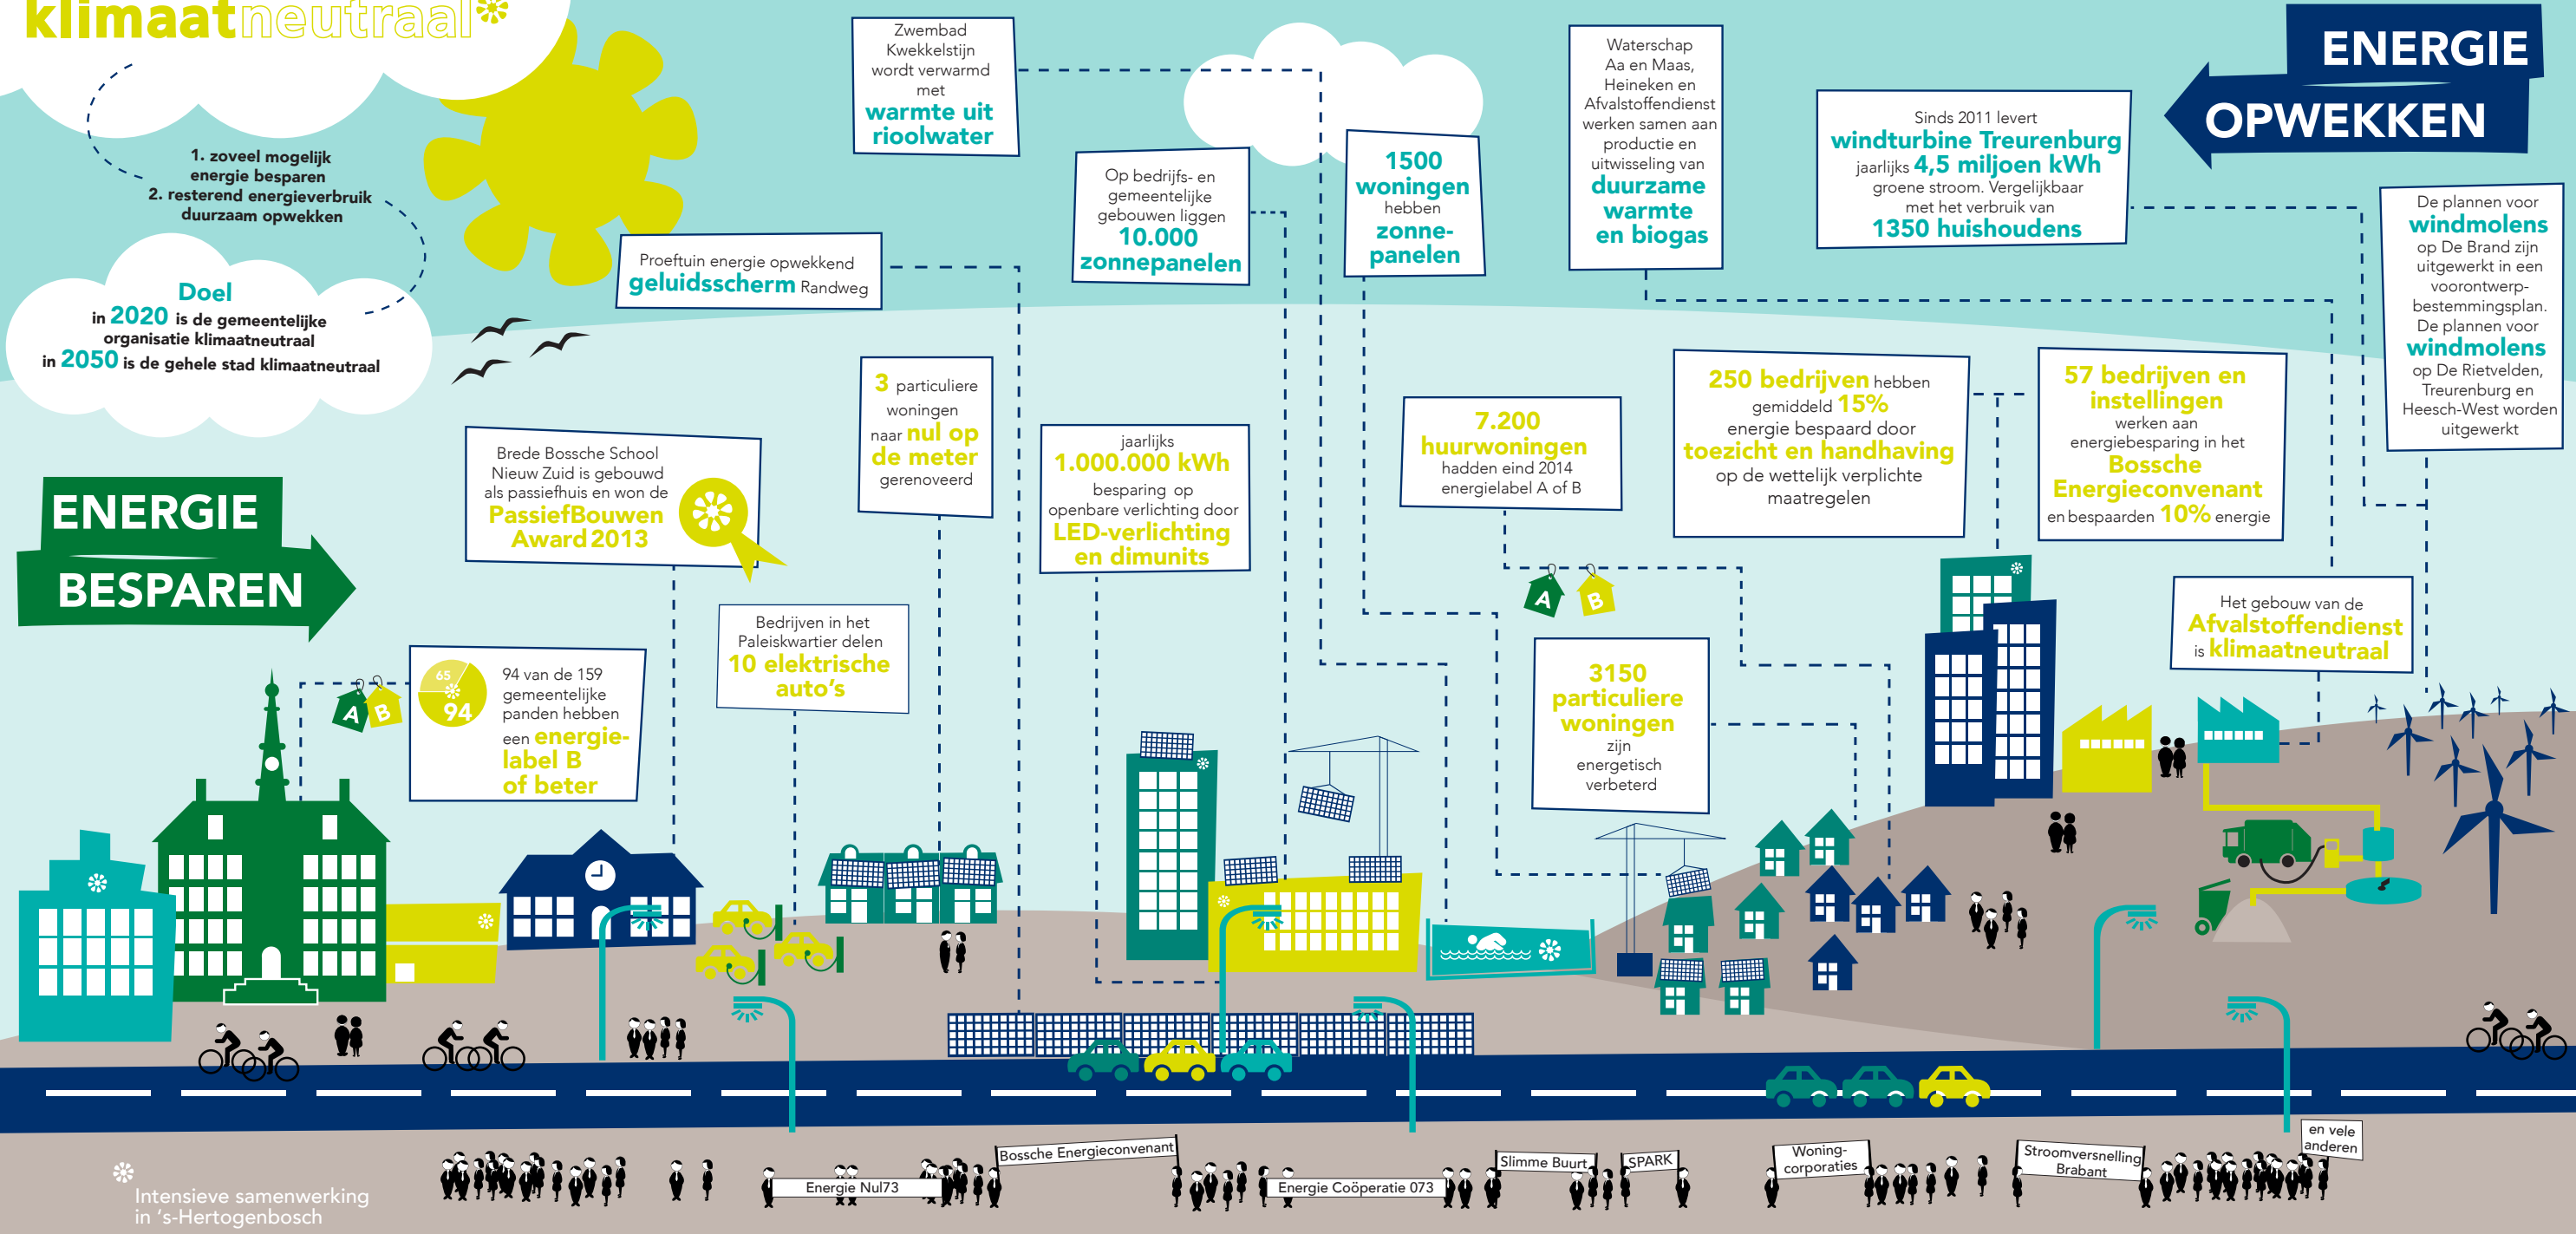 klimaatneutraal
1. zoveel mogelijk
energie besparen
2. resterend energieverbruik
duurzaam opwekken
Doel
in 2020 is de gemeentelijke
organisatie klimaatneutraal
in 2050 is de gehele stad klimaatneutraal
ENERGIE
BESPAREN
ENERGIE
OPWEKKEN
Zwembad
Kwekkelstijn
wordt verwarmd
met
warmte uit
rioolwater
Proeftuin energie opwekkend
geluidsscherm Randweg
Op bedrijfs- en
gemeentelijke
gebouwen liggen
10.000
zonnepanelen
1500
woningen
hebben
zonne-
panelen
Waterschap
Aa en Maas,
Heineken en
Afvalstoffendienst
werken samen aan
productie en
uitwisseling van
duurzame
warmte
en biogas
Sinds 2011 levert
windturbine Treurenburg
jaarlijks 4,5 miljoen kWh
groene stroom. Vergelijkbaar
met het verbruik van
1350 huishoudens
De plannen voor
windmolens
op De Brand zijn
uitgewerkt in een
voorontwerp-
bestemmingsplan.
De plannen voor
windmolens
op De Rietvelden,
Treurenburg en
Heesch-West worden
uitgewerkt
Brede Bossche School
Nieuw Zuid is gebouwd
als passiefhuis en won de
PassiefBouwen
Award 2013
3 particuliere
woningen
naar nul op
de meter
gerenoveerd
jaarlijks
1.000.000 kWh
besparing op
openbare verlichting door
LED-verlichting
en dimunits
7.200
huurwoningen
hadden eind 2014
energielabel A of B
A
B
250 bedrijven hebben
gemiddeld 15%
energie bespaard door
toezicht en handhaving
op de wettelijk verplichte
maatregelen
57 bedrijven en
instellingen
werken aan
energiebesparing in het
Bossche
Energieconvenant
en bespaarden 10% energie
A
B
65
94
94 van de 159
gemeentelijke
panden hebben
een energie-
label B
of beter
Bedrijven in het
Paleiskwartier delen
10 elektrische
auto's
3150
particuliere
woningen
zijn
energetisch
verbeterd
Het gebouw van de
Afvalstoffendienst
is klimaatneutraal
Intensieve samenwerking
in 's-Hertogenbosch
Energie Nul73
Bossche Energieconvenant
Energie Coöperatie 073
Slimme Buurt
SPARK
Woning-
corporaties
Stroomversnelling
Brabant
en vele
anderen